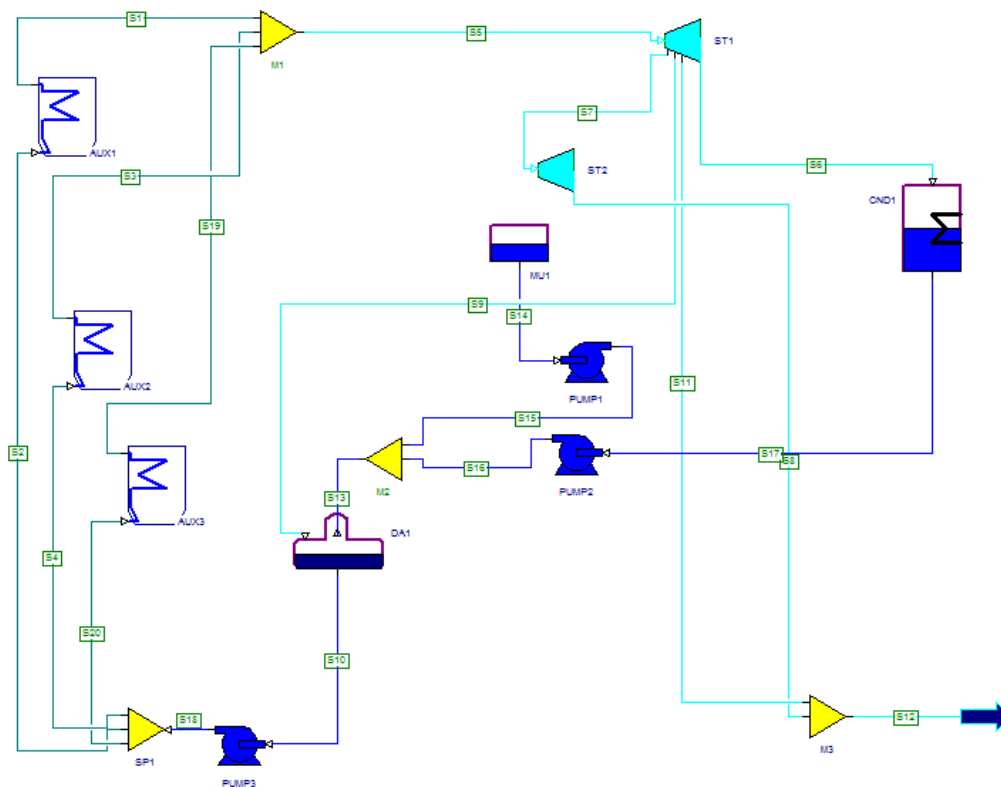 S1
S5
ST1
M1
S7
AUX1
S6
S3
ST2
CND1
S19
MU1
S9
S14
S11
AUX2
PUMP1
S15
S2
S17
S8
S16
M2
PUMP2
S13
AUX3
DA1
S4
S20
S10
S18
S12
M3
SP1
PUMP3